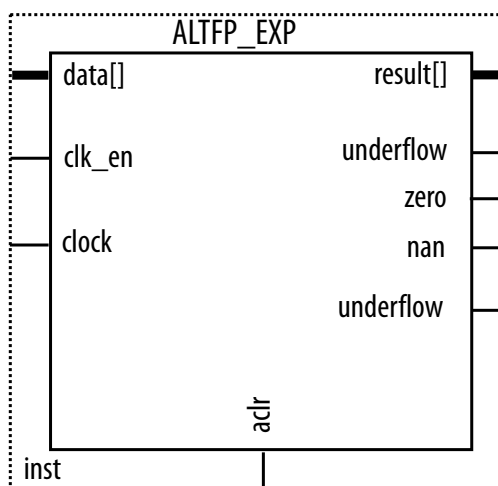 ALTFP_EXP
data[] result[]
clk_en underflow
zero
clock nan
underflow
aclr
inst